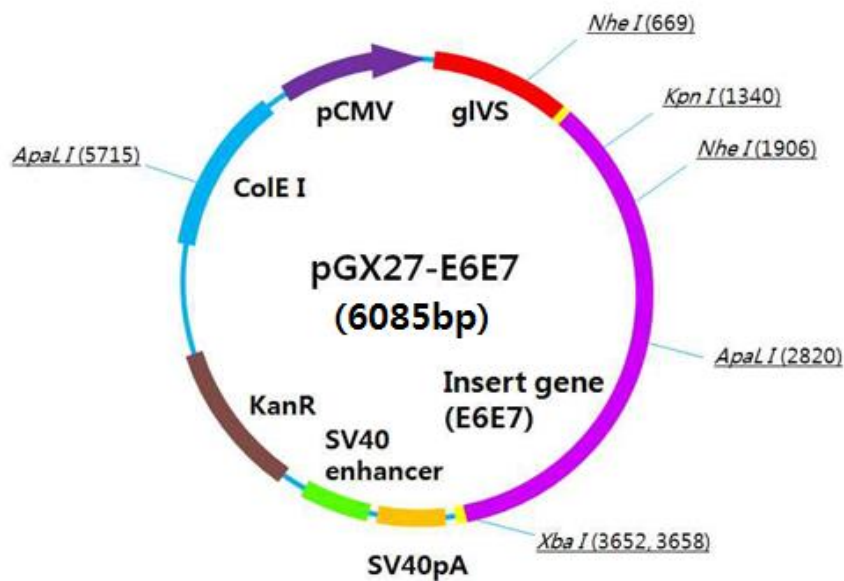 Nhe I (669)
pCMV
glVS
Kpn I (1340)
Nhe I (1906)
ApaL I (5715)
ColE I
pGX27-E6E7
(6085bp)
ApaL I (2820)
Insert gene
(E6E7)
KanR
SV40
enhancer
Xba I (3652, 3658)
SV40pA